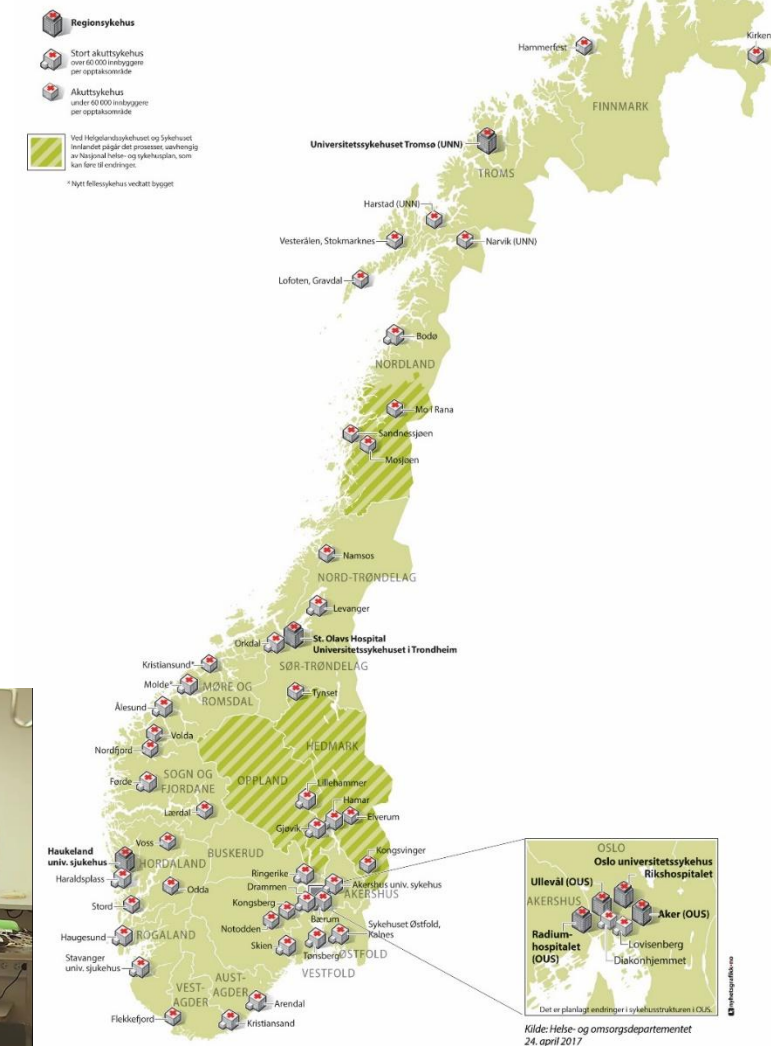 Regionsykehus
Stort akuttsykehus
over 60 000 innbyggere
per opptaksområde
Akuttsykehus
under 60 000 innbyggere
per opptaksområde
Ved Helgelandssykehuset og Sykehuset
Innlandet pågår det prosesser, uavhengig
av Nasjonal helse- og sykehusplan, som
kan føre til endringer.
* Nytt fellessykehus vedtatt bygget
Hammerfest
Kirken
FINNMARK
Universitetssykehuset Tromsø (UNN)
TROMS
Harstad (UNN)
Vesterålen, Stokmarknes
Narvik (UNN)
Lofoten, Gravdal
Bodø
NORDLAND
Mo I Rana
Sandnessjøen
Mosjøen
Namsos
NORD-TRØNDELAG
Levanger
Orkdal
St. Olavs Hospital
Universitetssykehuset i Trondheim
Kristiansund*
SØR-TRØNDELAG
Molde*
MØRE OG
ROMSDAL
Tynset
Ålesund
Volda
Nordfjord
HEDMARK
SOGN OG
FJORDANE
OPPLAND
Lillehammer
Førde
Hamar
Elverum
Lærdal
Gjøvik
Voss
BUSKERUD
Kongsvinger
Haukeland
univ. sjukehus
HORDALAND
Ringerike
Haraldsplass
Drammen
Akershus univ. sykehus
AKERSHUS
Odda
Kongsberg
Stord
Bærum
Notodden
Sykehuset Østfold,
Kalnes
Haugesund
ROGALAND
Skien
Tønsberg
ØSTFOLD
VESTFOLD
Stavanger
univ. sjukehus
AUST-
AGDER
VEST-
AGDER
Arendal
Flekkefjord
Kristiansand
OSLO
Oslo universitetssykehus
Rikshospitalet
Ullevål (OUS)
AKERSHUS
Aker (OUS)
Radium-
hospitalet
(OUS)
Lovisenberg
Diakonhjemmet
Det er planlagt endringer i sykehusstrukturen i OUS.
nyhetsgrafikk.no
Kilde: Helse- og omsorgsdepartementet
24. april 2017